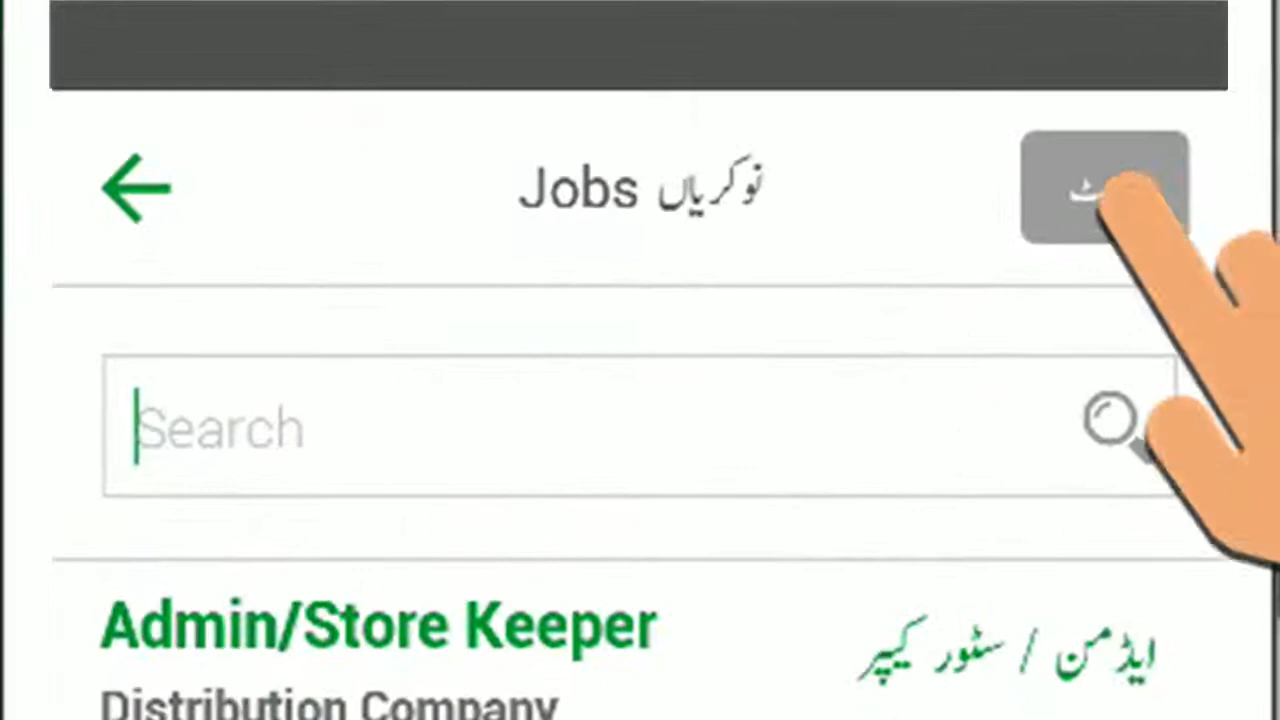 Jobs نوکریاں
Search
Admin/Store Keeper
ایڈمن / سٹور کیپر
Distribution Company